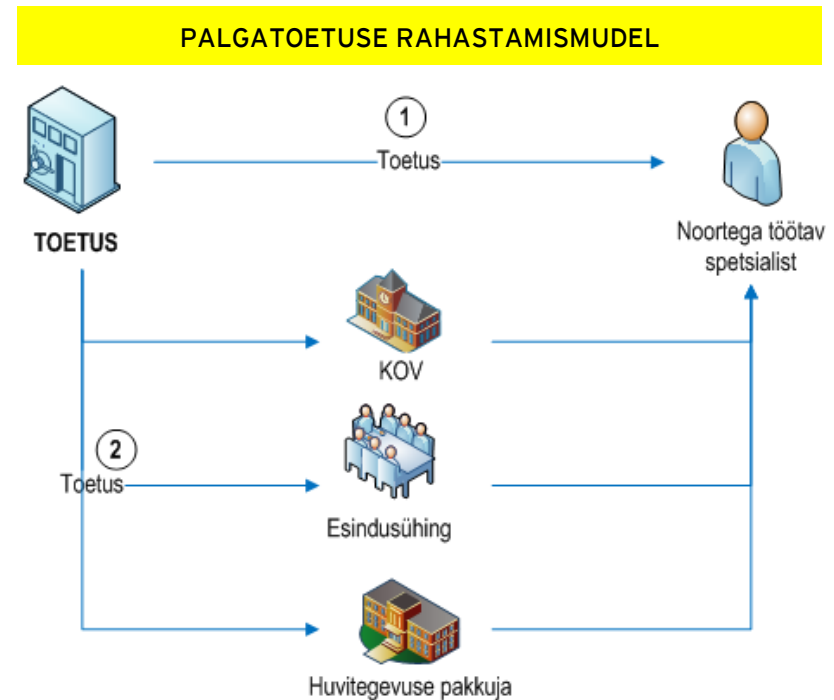 PALGATOETUSE RAHASTAMISMUDEL
1
Toetus
TOETUS
Noortega töötav
spetsialist
KOV
2
Toetus
Esindusühing
Huvitegevuse pakkuja